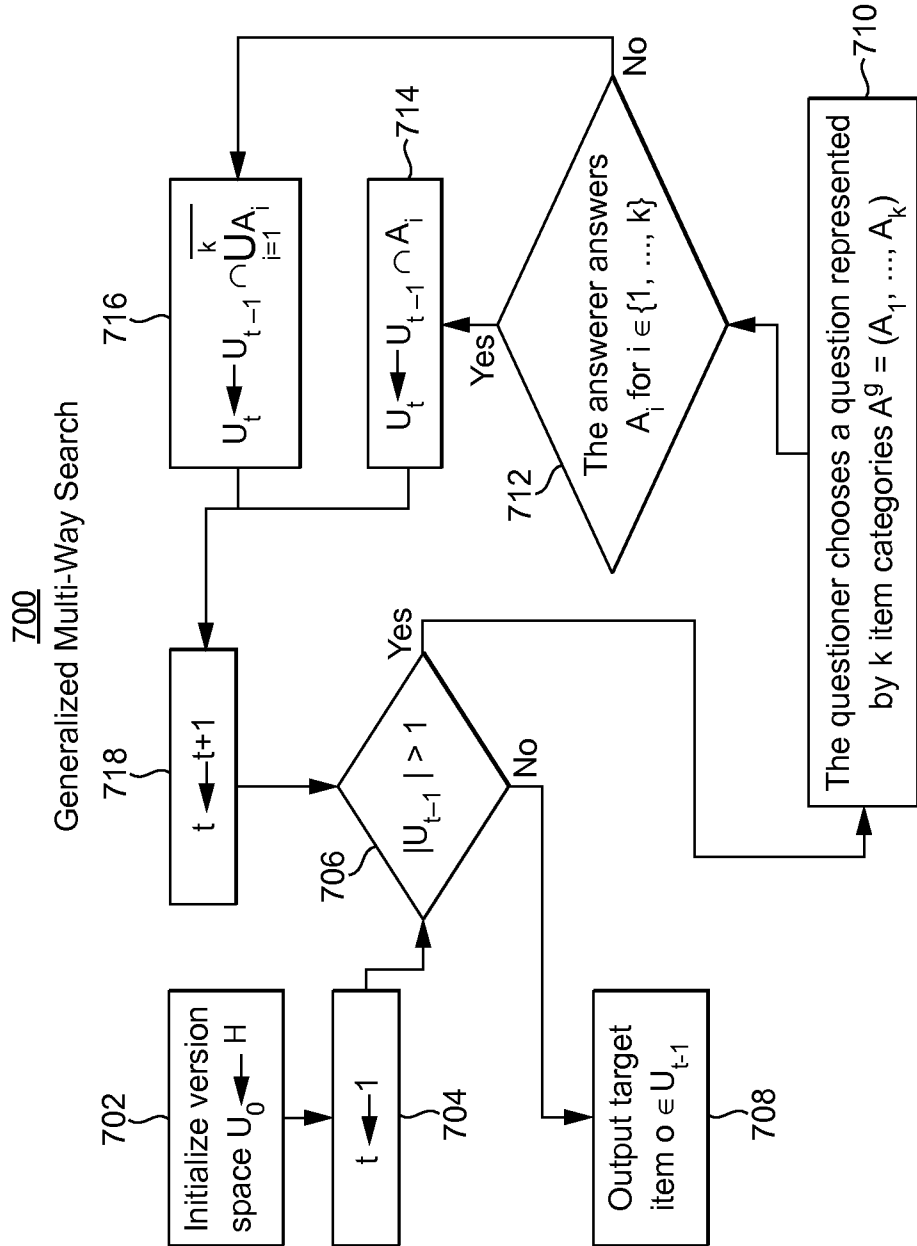 700
Generalized Multi-Way Search
702
Initialize version
space U₀ ← H
t ← 1
704
718
t ← t+1
706
|Uₜ₋₁| > 1
Yes
No
Output target
item o ∈ Uₜ₋₁
708
716
k
Uₜ ← Uₜ₋₁ ∩ ⋃Aᵢ
i=1
714
Uₜ ← Uₜ₋₁ ∩ Aᵢ
Yes
No
712
The answerer answers
Aᵢ for i ∈ {1, ..., k}
710
The questioner chooses a question represented
by k item categories Aᵍ = (A₁, ..., Aₖ)